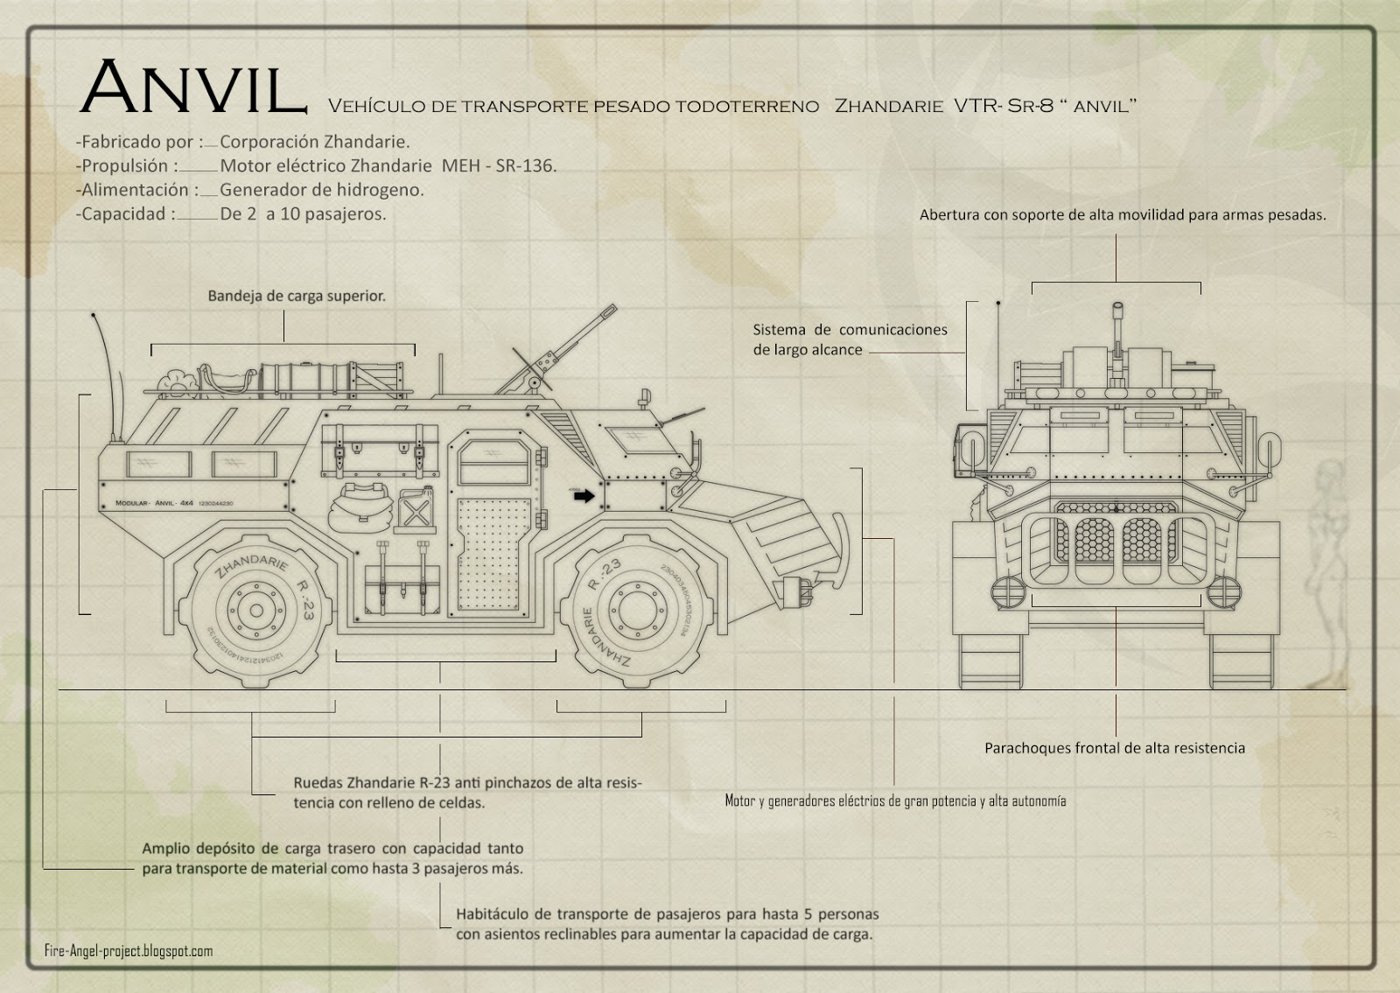 ANVIL VEHÍCULO DE TRANSPORTE PESADO TODOTERRENO ZHANDARIE VTR- SR-8 “ ANVIL”
-Fabricado por : Corporación Zhandarie.
-Propulsión : Motor eléctrico Zhandarie MEH - SR-136.
-Alimentación : Generador de hidrogeno.
-Capacidad : De 2 a 10 pasajeros.
Abertura con soporte de alta movilidad para armas pesadas.
Bandeja de carga superior.
Sistema de comunicaciones
de largo alcance
MODULAR- ANVIL- 4X4 1230244230
ZHANDARIE R.-23
ZHANDARIE R.-23
Parachoques frontal de alta resistencia
Ruedas Zhandarie R-23 anti pinchazos de alta resis-
tencia con relleno de celdas.
Motor y generadores eléctrios de gran potencia y alta autonomía
Amplio depósito de carga trasero con capacidad tanto
para transporte de material como hasta 3 pasajeros más.
Habitáculo de transporte de pasajeros para hasta 5 personas
con asientos reclinables para aumentar la capacidad de carga.
Fire-Angel-project.blogspot.com